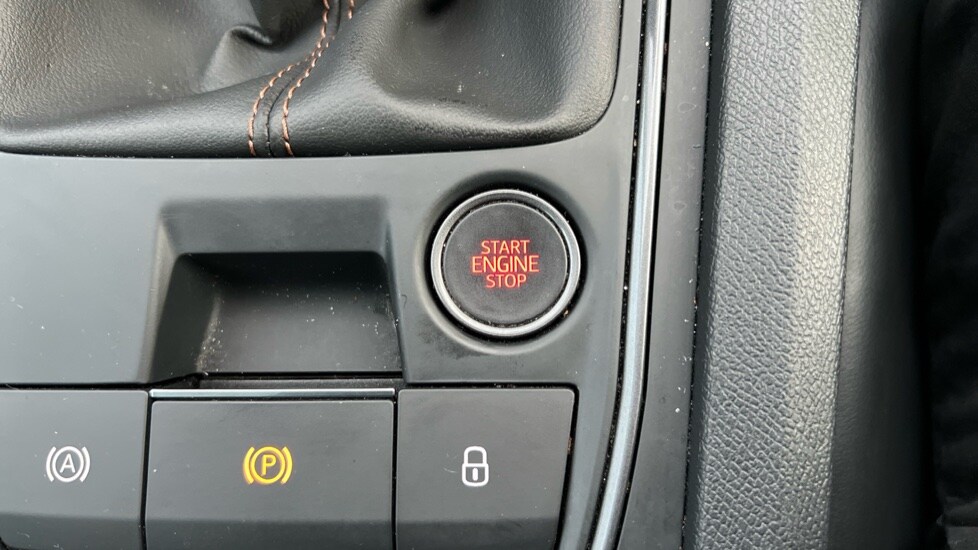 START
ENGINE
STOP
(A) (P)